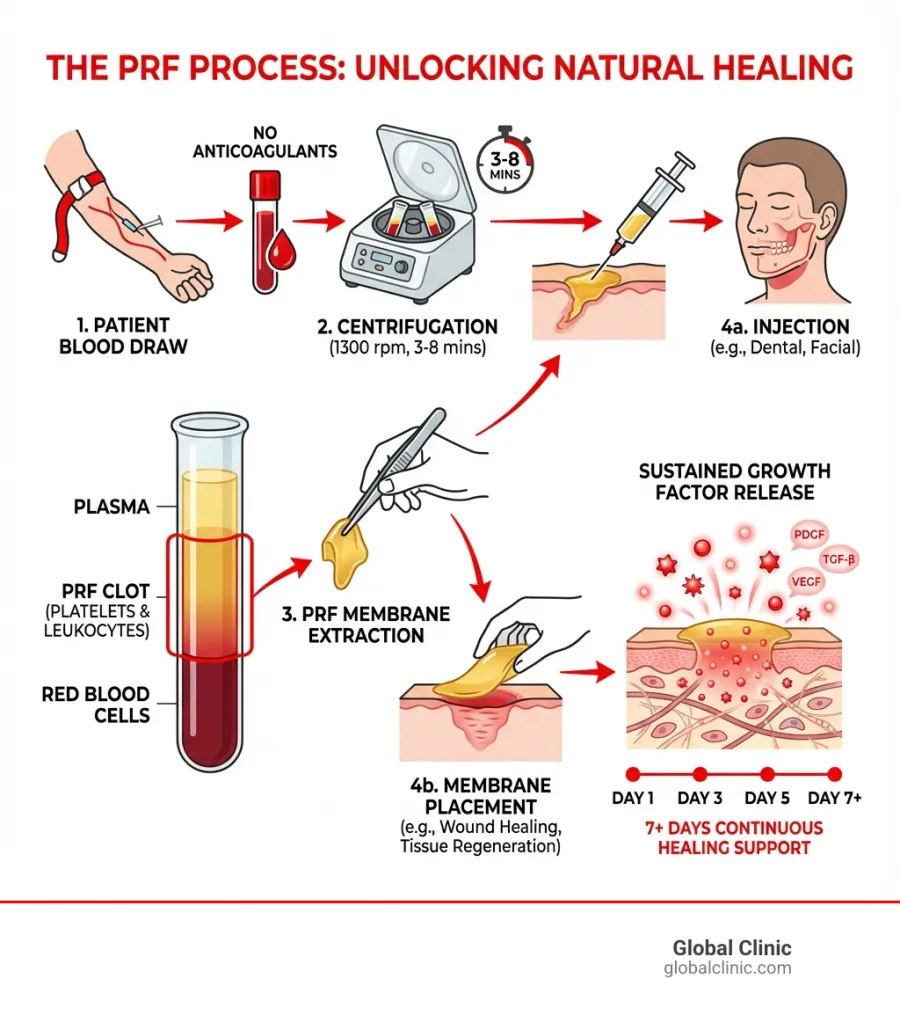 THE PRF PROCESS: UNLOCKING NATURAL HEALING
NO
ANTICOAGULANTS
3-8
MINS
1. PATIENT
BLOOD DRAW
2. CENTRIFUGATION
(1300 rpm, 3-8 mins)
4a. INJECTION
(e.g., Dental, Facial)
PLASMA
PRF CLOT
(PLATELETS &
LEUKOCYTES)
RED BLOOD
CELLS
3. PRF MEMBRANE
EXTRACTION
4b. MEMBRANE
PLACEMENT
(e.g., Wound Healing,
Tissue Regeneration)
SUSTAINED GROWTH
FACTOR RELEASE
PDGF
TGF-β
VEGF
DAY 1 DAY 3 DAY 5 DAY 7+
7+ DAYS CONTINUOUS
HEALING SUPPORT
Global Clinic
globalclinic.com